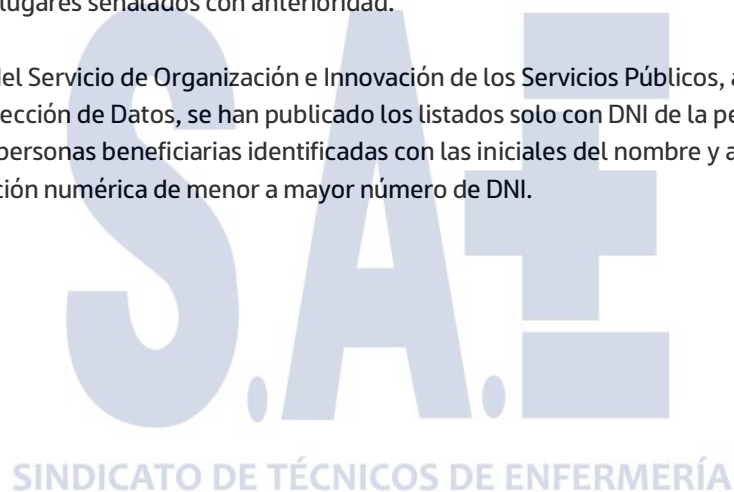 lugares señalados con anterioridad.
del Servicio de Organización e Innovación de los Servicios Públicos, a
ección de Datos, se han publicado los listados solo con DNI de la pe
personas beneficiarias identificadas con las iniciales del nombre y a
ción numérica de menor a mayor número de DNI.
S.A.E
SINDICATO DE TÉCNICOS DE ENFERMERÍA